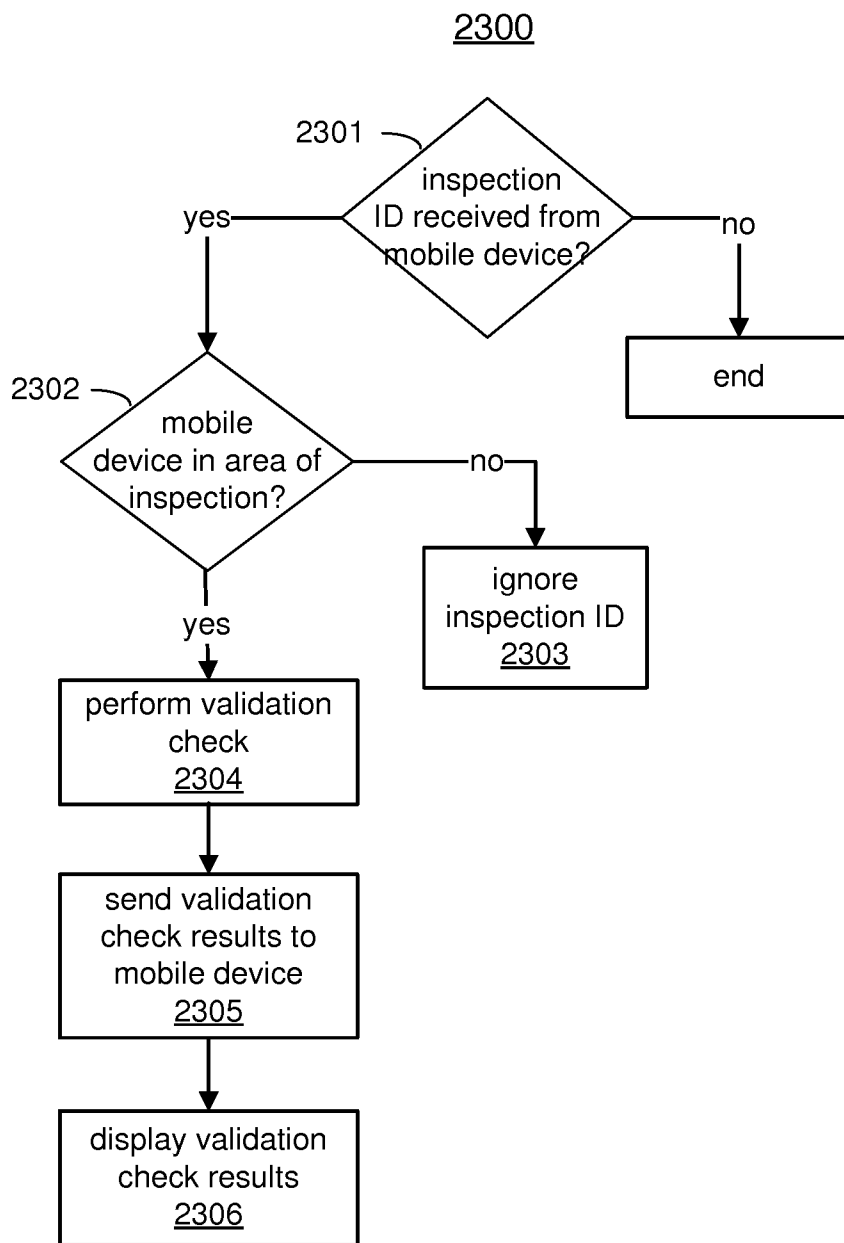 2300
2301
inspection
ID received from
mobile device?
yes
no
end
2302
mobile
device in area of
inspection?
no
ignore
inspection ID
2303
yes
perform validation
check
2304
send validation
check results to
mobile device
2305
display validation
check results
2306